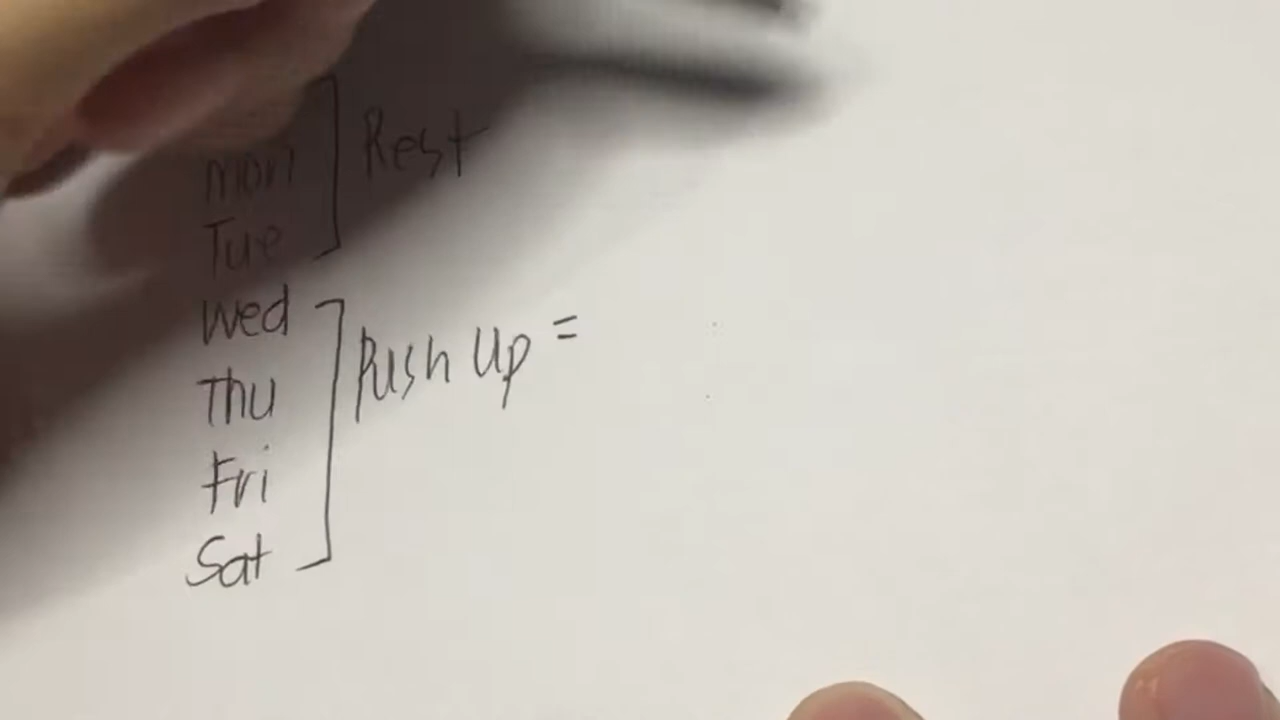 Mon
Tue
Rest
Wed
Thu
Fri
Sat
Push Up =